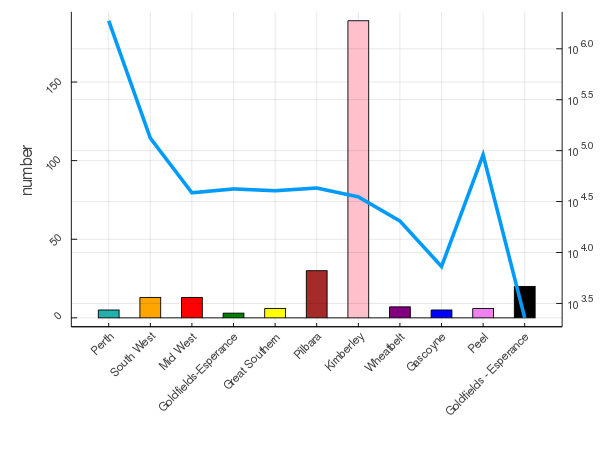 number
0
50
100
150
10^3.5
10^4.0
10^4.5
10^5.0
10^5.5
10^6.0
Perth
South West
Mid West
Goldfields-Esperance
Great Southern
Pilbara
Kimberley
Wheatbelt
Gascoyne
Peel
Goldfields - Esperance